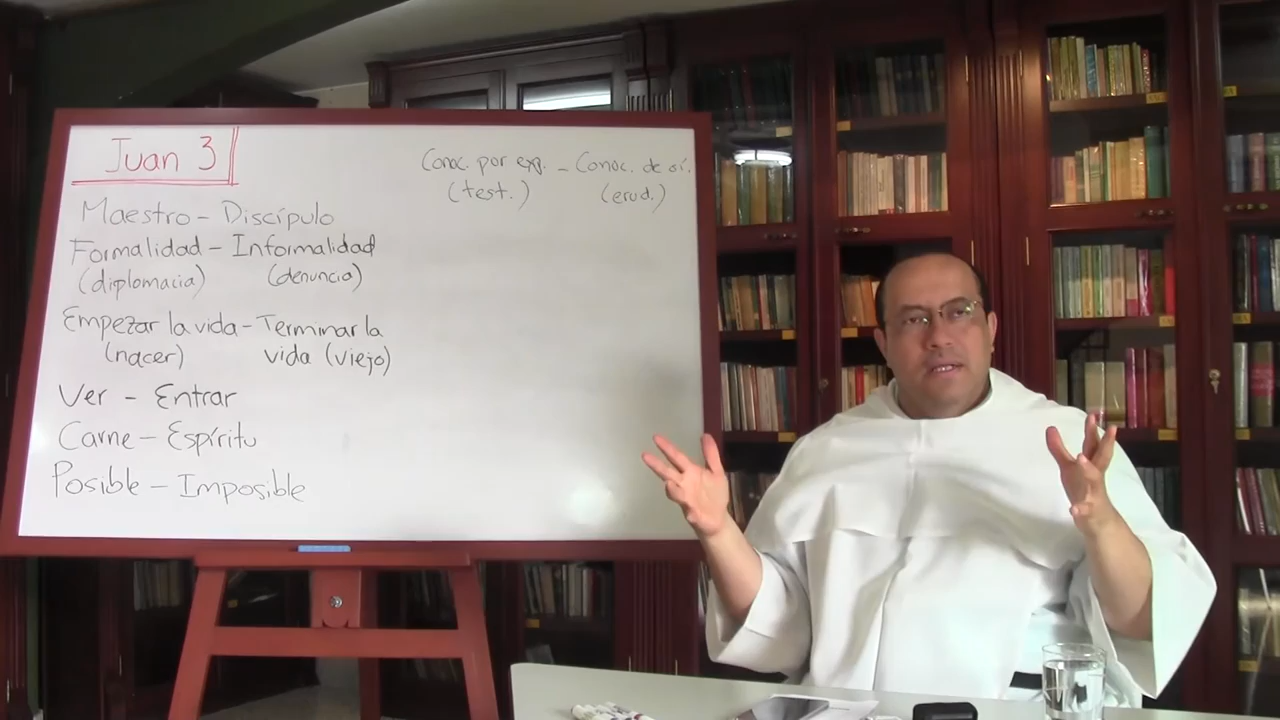 Juan 3
Maestro - Discípulo
Formalidad - Informalidad
(diplomacia) (denuncia)
Empezar la vida - Terminar la
(nacer) vida (viejo)
Ver - Entrar
Carne - Espíritu
Posible - Imposible
Conoc. por exp. - Conoc. de oí.
(test.) (erud.)